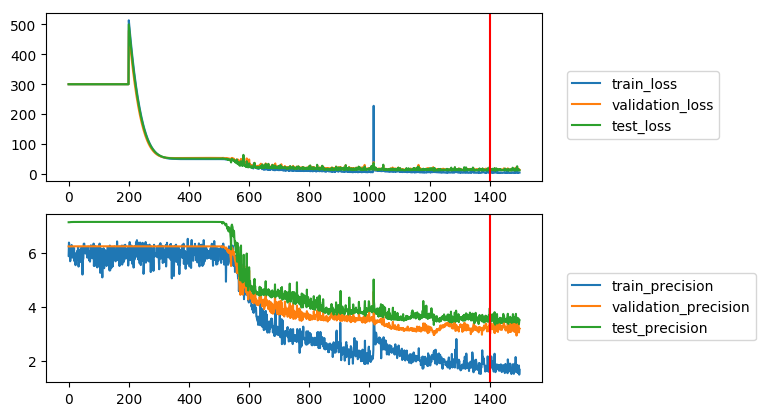 500
400
300
200
100
0
0 200 400 600 800 1000 1200 1400
train_loss
validation_loss
test_loss
6
4
2
0 200 400 600 800 1000 1200 1400
train_precision
validation_precision
test_precision